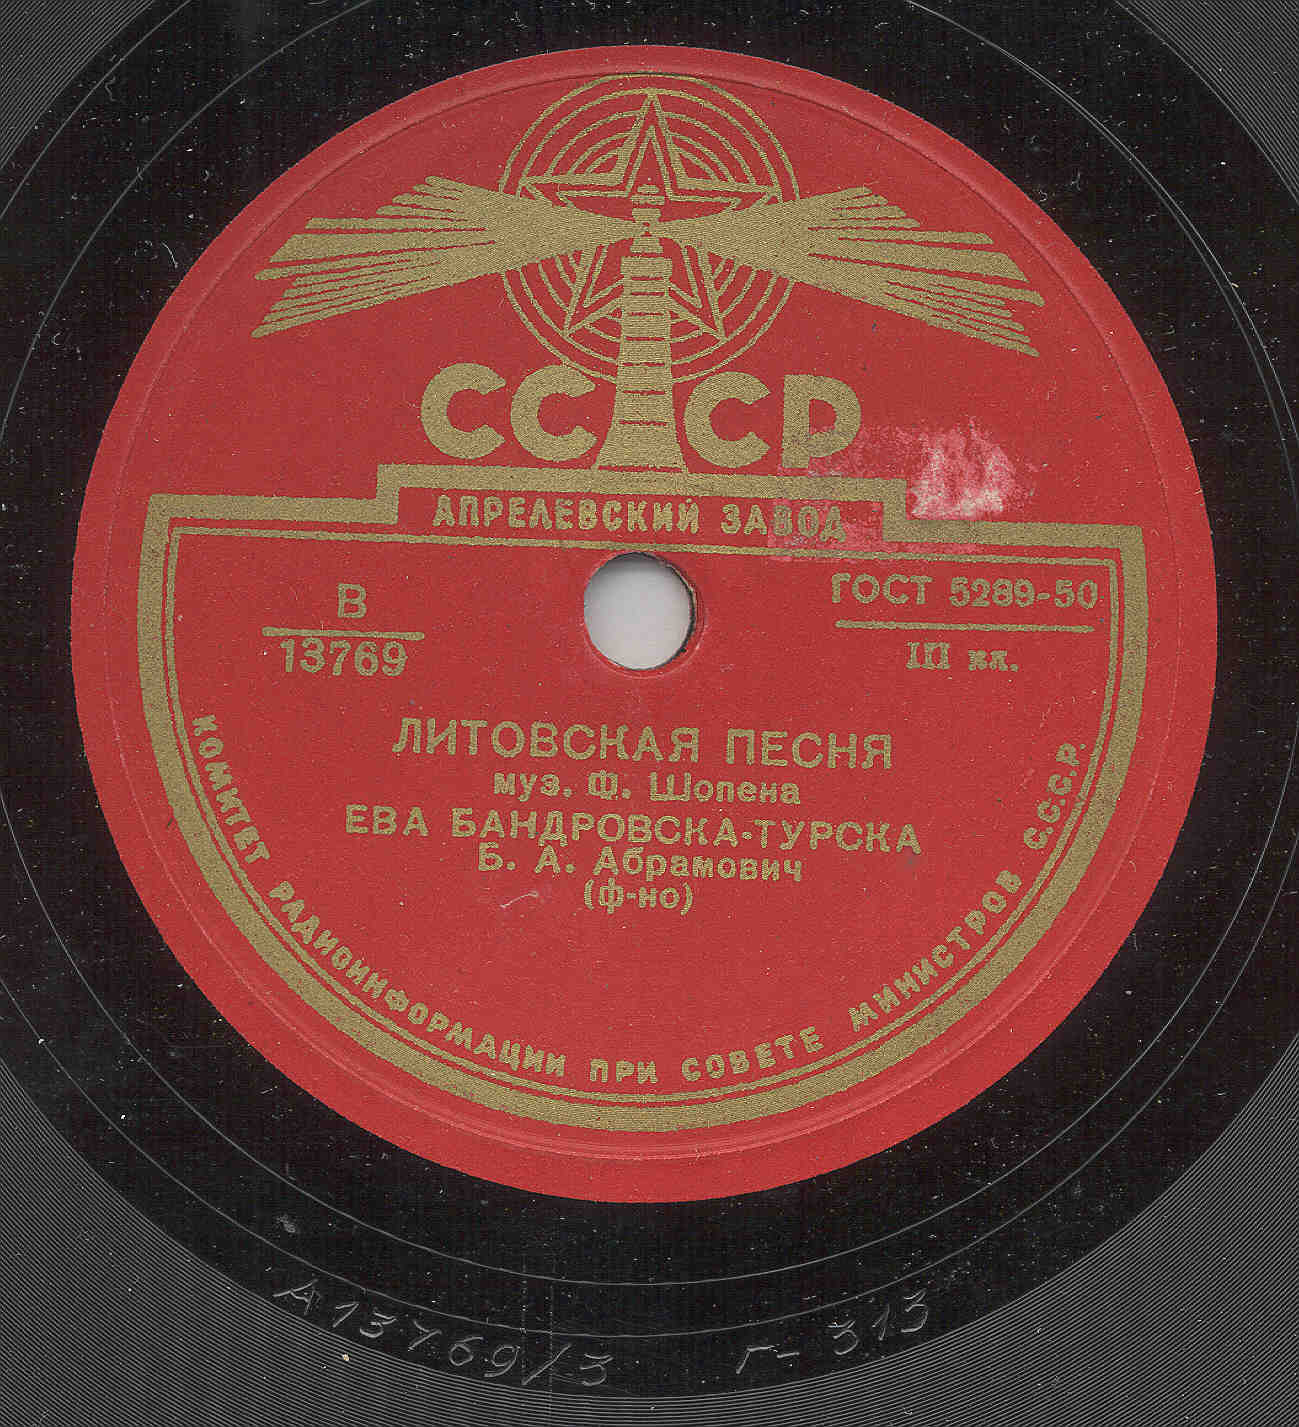 СССР
АПРЕЛЕВСКИЙ ЗАВОД
В
13769
ГОСТ 5289-50
III кл.
ЛИТОВСКАЯ ПЕСНЯ
муз. Ф. Шопена
ЕВА БАНДРОВСКА-ТУРСКА
Б. А. Абрамович
(ф-но)
КОМИТЕТ РАДИОИНФОРМАЦИИ ПРИ СОВЕТЕ МИНИСТРОВ С.С.С.Р.
А13769/3 г-313